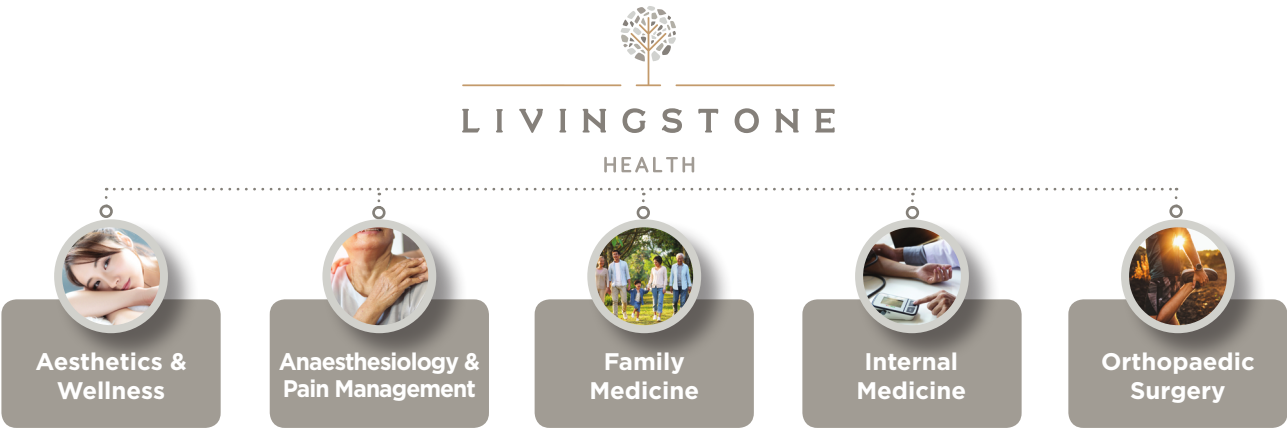 LIVINGSTONE
HEALTH
Aesthetics &
Wellness
Anaesthesiology &
Pain Management
Family
Medicine
Internal
Medicine
Orthopaedic
Surgery